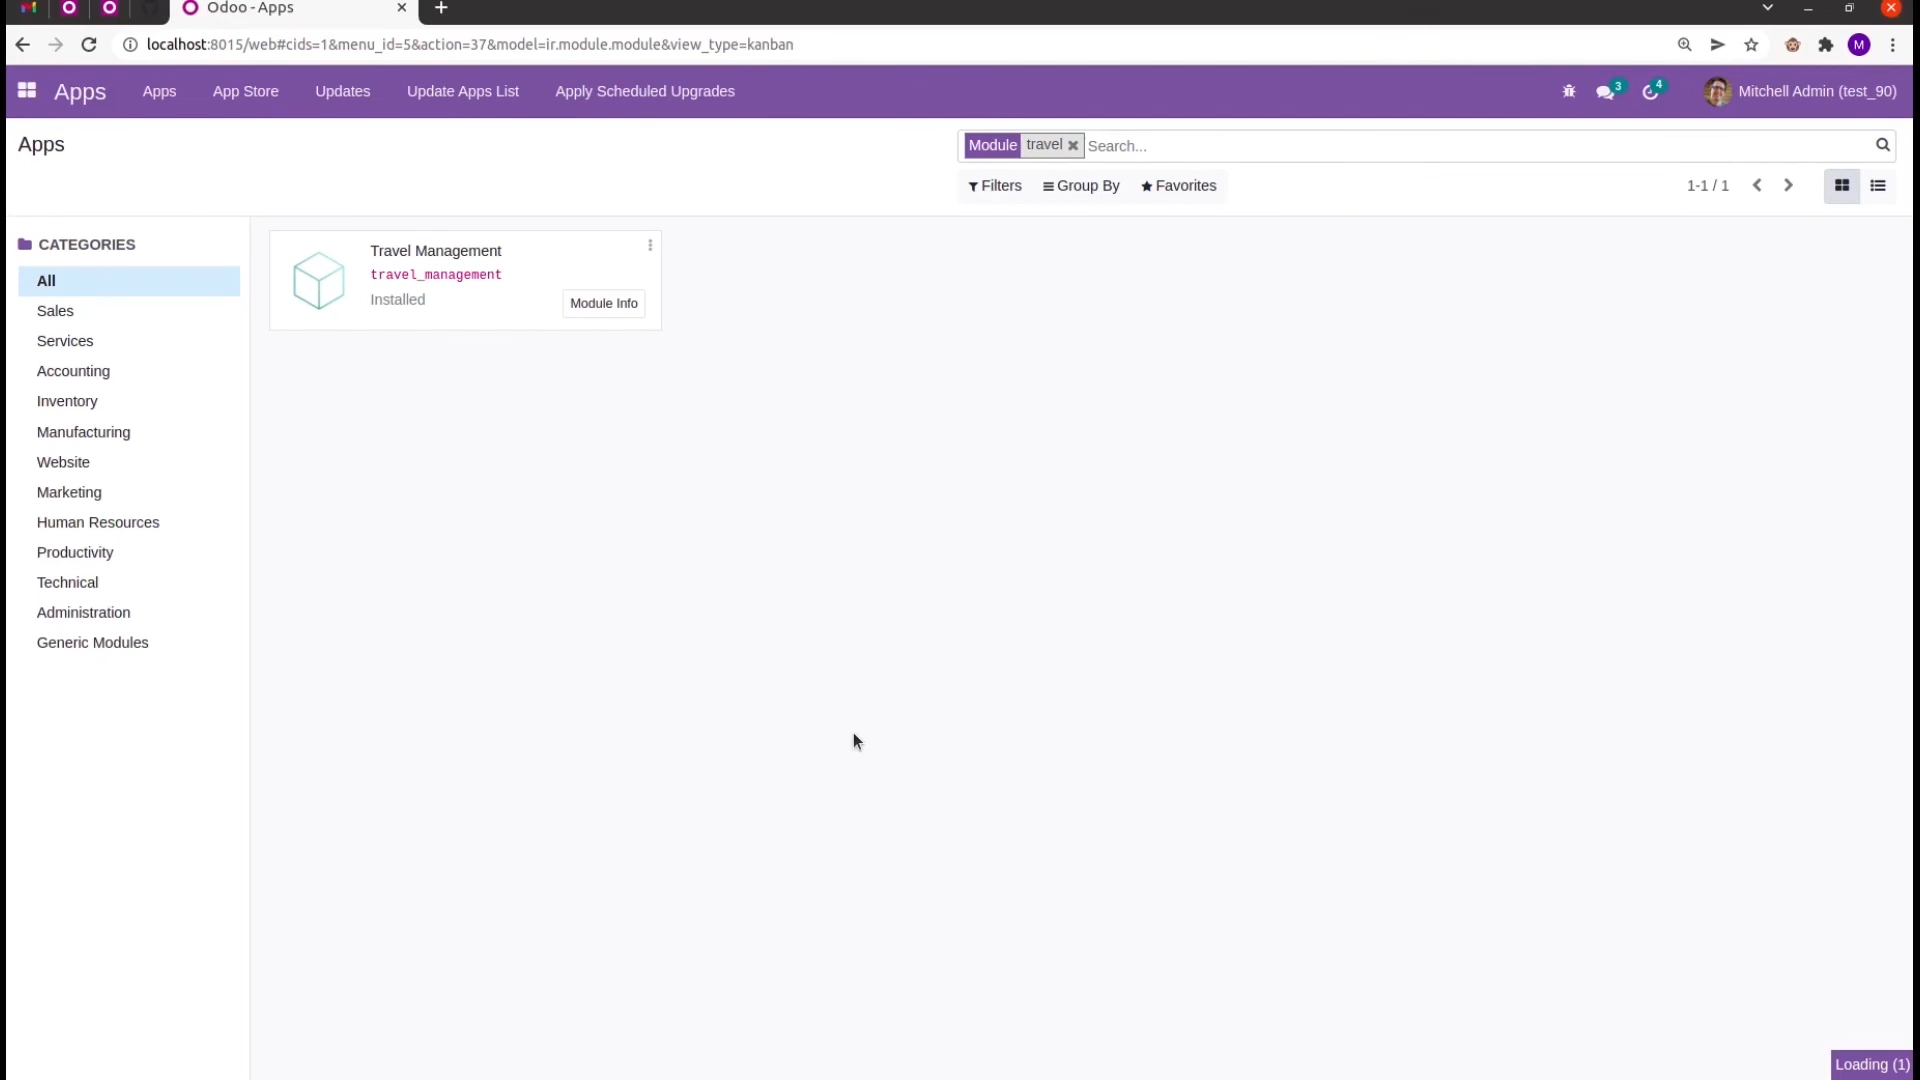 Odoo - Apps
localhost:8015/web#cids=1&menu_id=5&action=37&model=ir.module.module&view_type=kanban
M
Apps Apps App Store Updates Update Apps List Apply Scheduled Upgrades 3 4 Mitchell Admin (test_90)
Apps
Module travel Search...
Filters Group By Favorites 1-1 / 1
CATEGORIES
All
Sales
Services
Accounting
Inventory
Manufacturing
Website
Marketing
Human Resources
Productivity
Technical
Administration
Generic Modules
Travel Management
travel_management
Installed
Module Info
Loading (1)